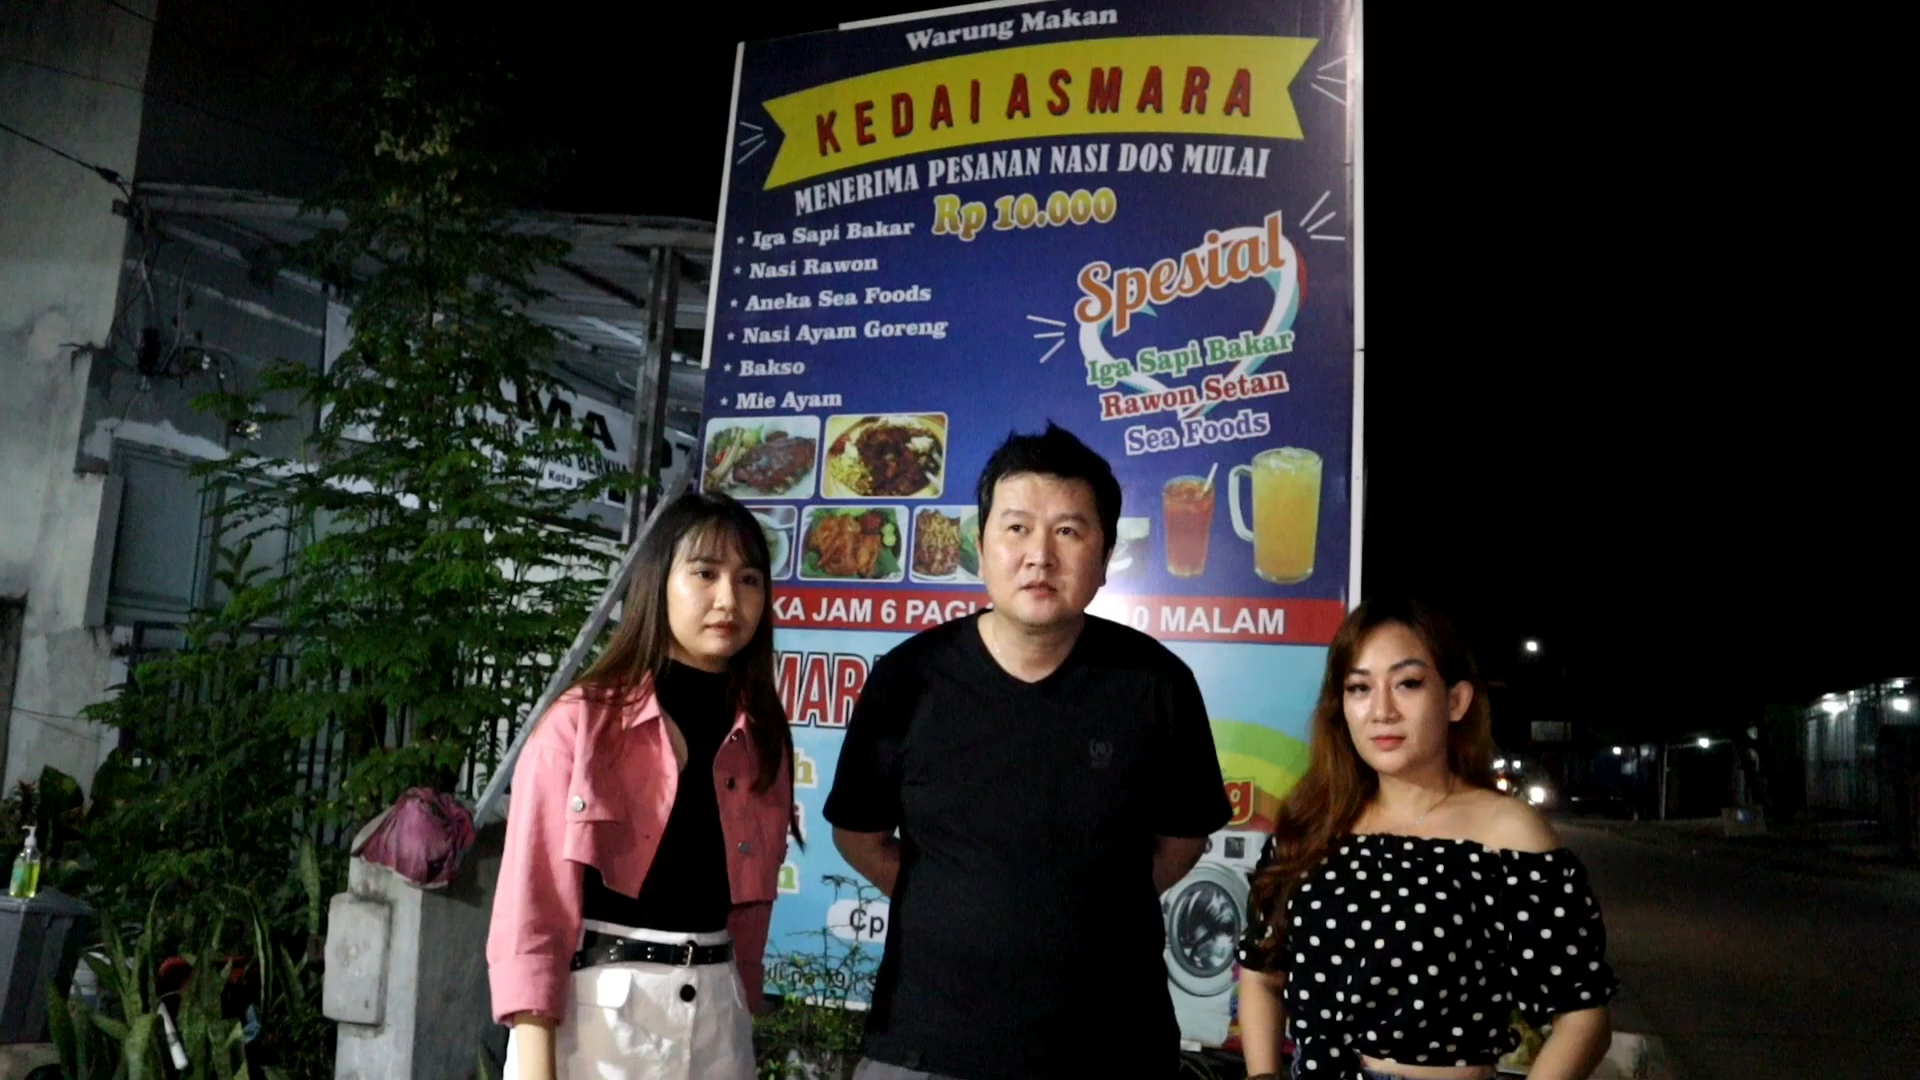 Warung Makan
KEDAI ASMARA
MENERIMA PESANAN NASI DOS MULAI
Rp 10.000
* Iga Sapi Bakar
* Nasi Rawon
* Aneka Sea Foods
* Nasi Ayam Goreng
* Bakso
* Mie Ayam
Spesial
Iga Sapi Bakar
Rawon Setan
Sea Foods
KA JAM 6 PAGI
0 MALAM
MAR
Cp